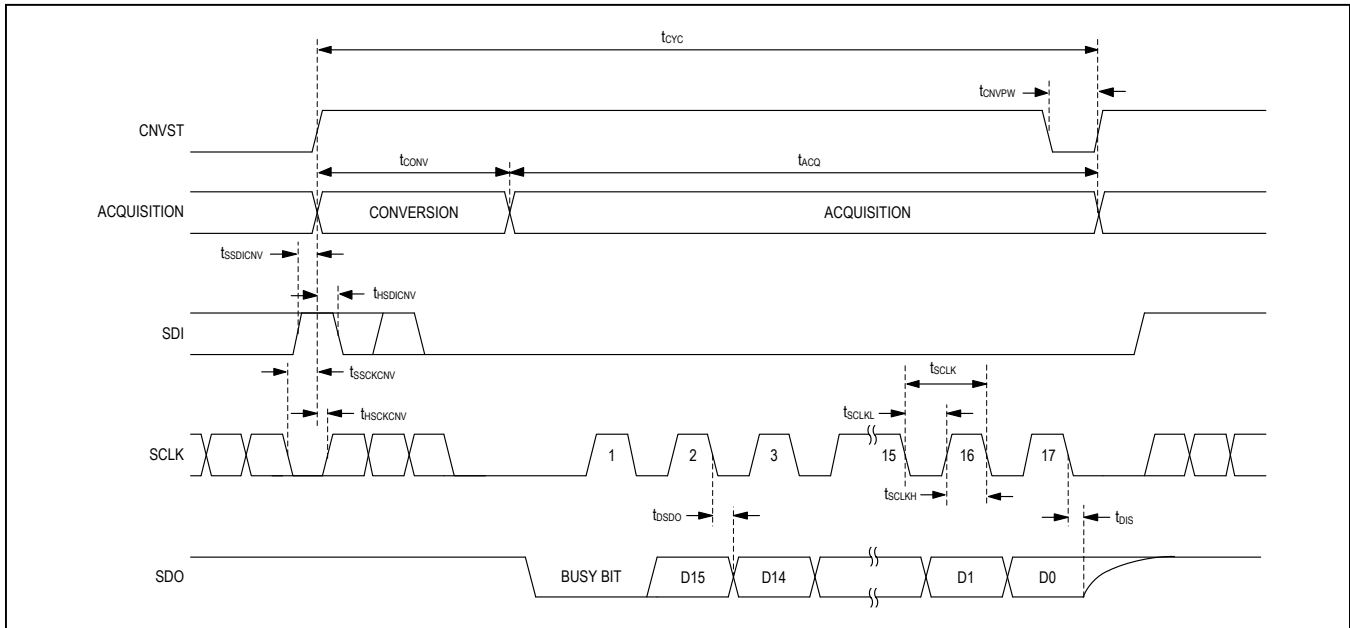 tCYC
tCNVPW
CNVST
tCONV
tACQ
ACQUISITION
CONVERSION
ACQUISITION
tSSDICNV
tHSDICNV
SDI
tSSCKCNV
tSCLK
tHSCKCNV
tSCLKL
SCLK
1
2
3
15
16
17
tSCLKH
tDSDO
tDIS
SDO
BUSY BIT
D15
D14
D1
D0